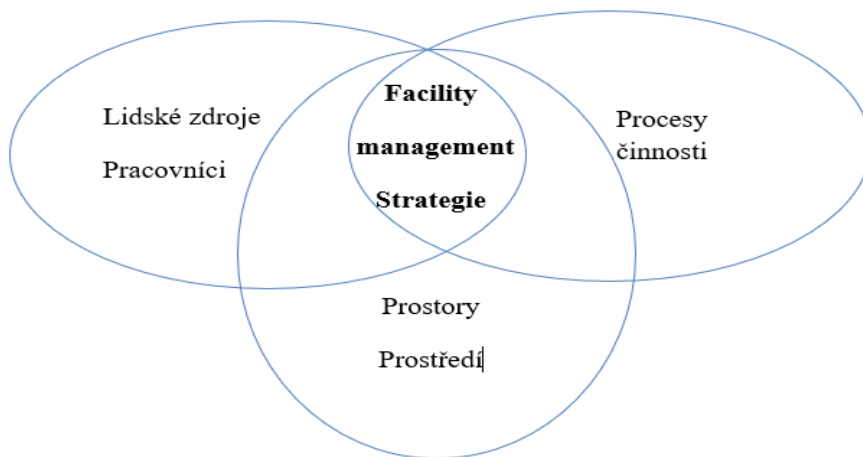 Lidské zdroje
Pracovníci
Facility
management
Strategie
Procesy
činnosti
Prostory
Prostředí